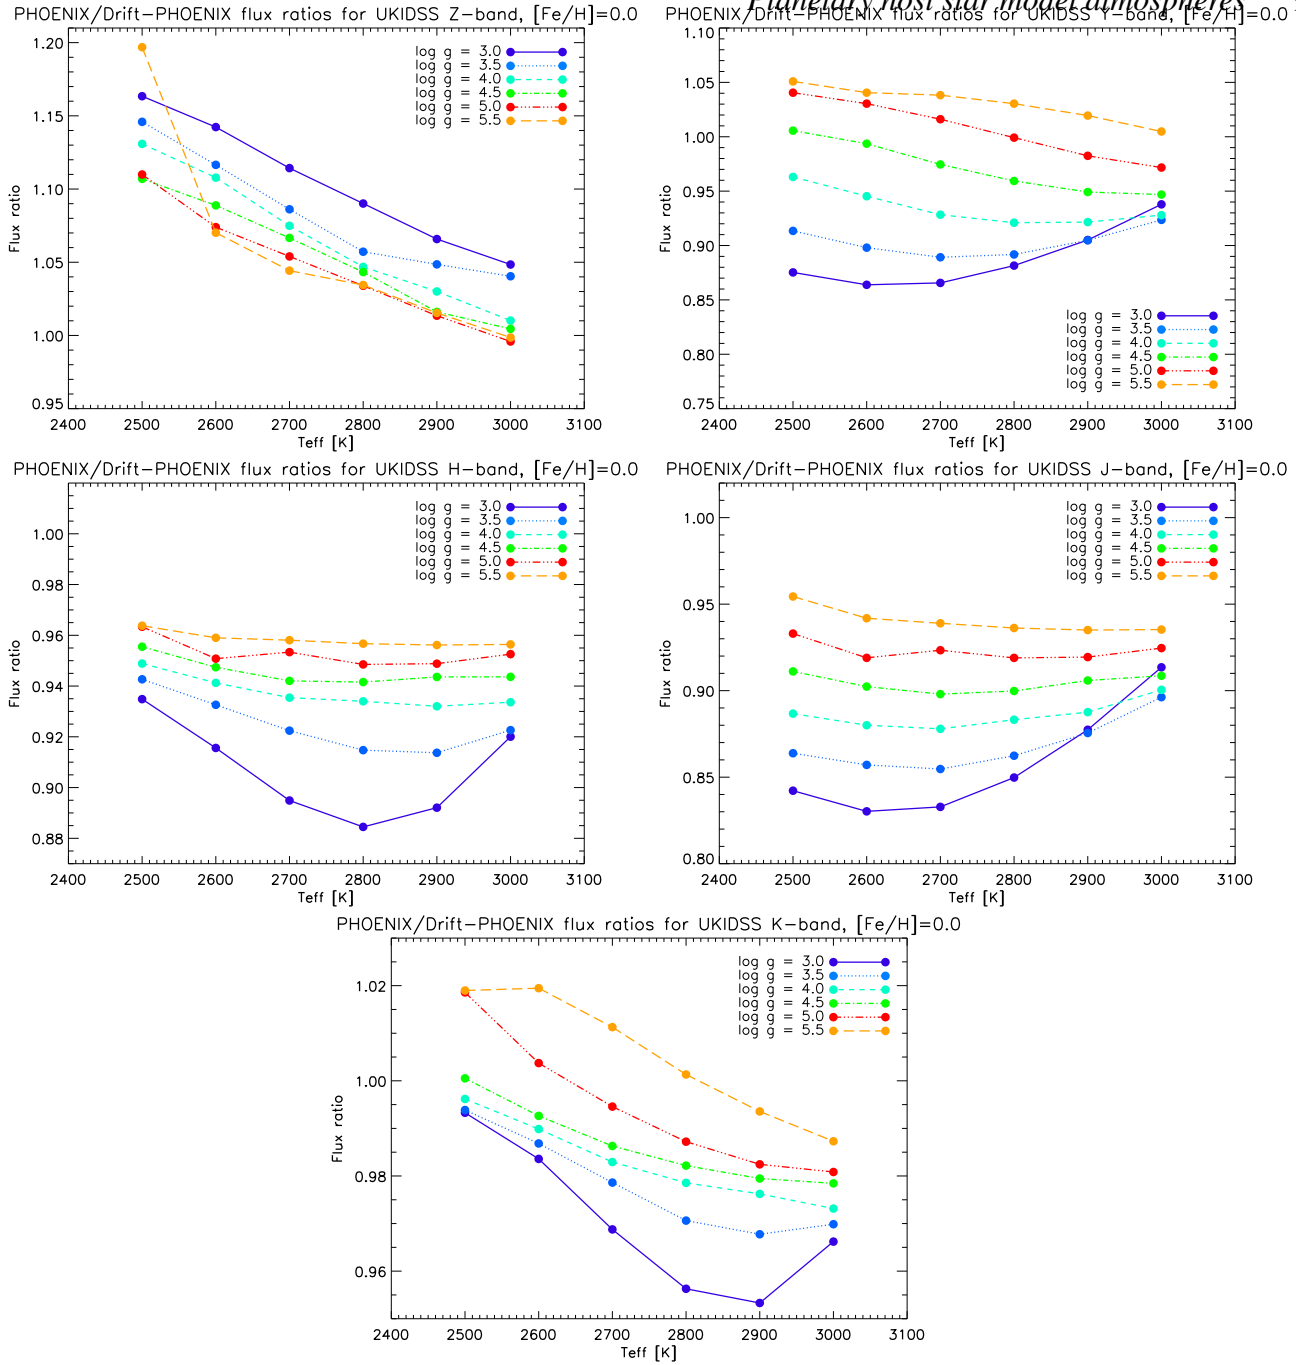 Planetary host star model atmospheres
PHOENIX/Drift-PHOENIX flux ratios for UKIDSS Z-band, [Fe/H]=0.0
log g = 3.0
log g = 3.5
log g = 4.0
log g = 4.5
log g = 5.0
log g = 5.5
1.20
1.15
1.10
1.05
1.00
0.95
Flux ratio
2400 2500 2600 2700 2800 2900 3000 3100
Teff [K]
PHOENIX/Drift-PHOENIX flux ratios for UKIDSS Y-band, [Fe/H]=0.0
1.10
1.05
1.00
0.95
0.90
0.85
0.80
0.75
Flux ratio
log g = 3.0
log g = 3.5
log g = 4.0
log g = 4.5
log g = 5.0
log g = 5.5
2400 2500 2600 2700 2800 2900 3000 3100
Teff [K]
PHOENIX/Drift-PHOENIX flux ratios for UKIDSS H-band, [Fe/H]=0.0
log g = 3.0
log g = 3.5
log g = 4.0
log g = 4.5
log g = 5.0
log g = 5.5
1.00
0.98
0.96
0.94
0.92
0.90
0.88
Flux ratio
2400 2500 2600 2700 2800 2900 3000 3100
Teff [K]
PHOENIX/Drift-PHOENIX flux ratios for UKIDSS J-band, [Fe/H]=0.0
log g = 3.0
log g = 3.5
log g = 4.0
log g = 4.5
log g = 5.0
log g = 5.5
1.00
0.95
0.90
0.85
0.80
Flux ratio
2400 2500 2600 2700 2800 2900 3000 3100
Teff [K]
PHOENIX/Drift-PHOENIX flux ratios for UKIDSS K-band, [Fe/H]=0.0
log g = 3.0
log g = 3.5
log g = 4.0
log g = 4.5
log g = 5.0
log g = 5.5
1.02
1.00
0.98
0.96
Flux ratio
2400 2500 2600 2700 2800 2900 3000 3100
Teff [K]